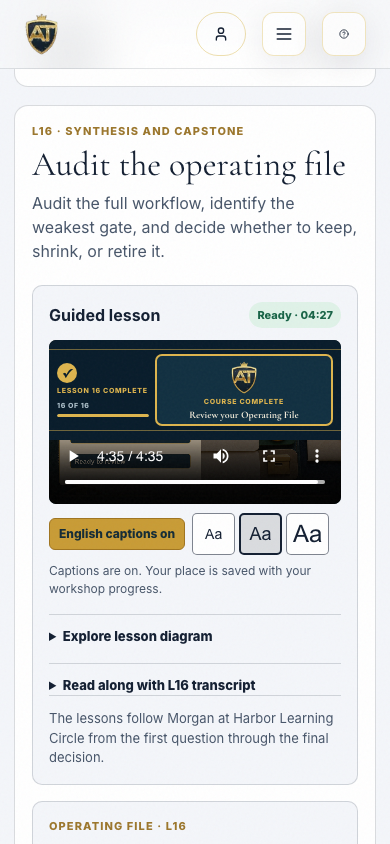 AT
L16 · SYNTHESIS AND CAPSTONE
Audit the operating file
Audit the full workflow, identify the
weakest gate, and decide whether to keep,
shrink, or retire it.
Guided lesson
Ready · 04:27
LESSON 16 COMPLETE
16 OF 16
AT
COURSE COMPLETE
Review your Operating File
Ready to review
4:35 / 4:35
English captions on
Aa
Aa
Aa
Captions are on. Your place is saved with your
workshop progress.
Explore lesson diagram
Read along with L16 transcript
The lessons follow Morgan at Harbor Learning
Circle from the first question through the final
decision.
OPERATING FILE · L16